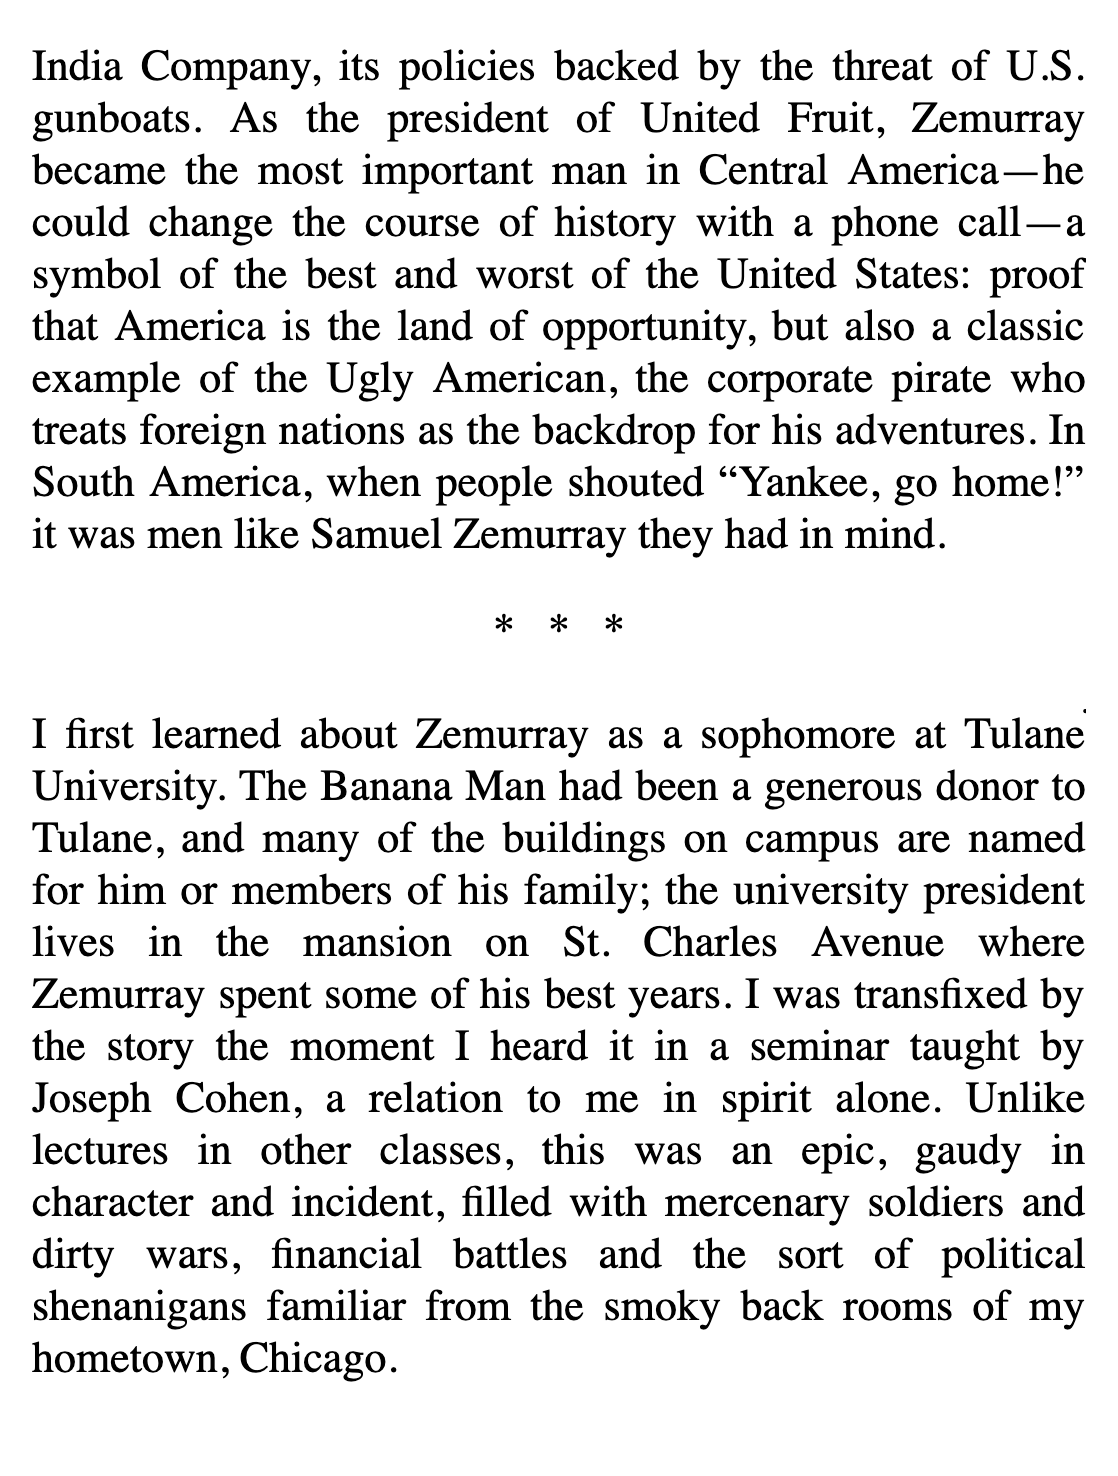 India Company, its policies backed by the threat of U.S.
gunboats. As the president of United Fruit, Zemurray
became the most important man in Central America—he
could change the course of history with a phone call—a
symbol of the best and worst of the United States: proof
that America is the land of opportunity, but also a classic
example of the Ugly American, the corporate pirate who
treats foreign nations as the backdrop for his adventures. In
South America, when people shouted “Yankee, go home!”
it was men like Samuel Zemurray they had in mind.
* * *
I first learned about Zemurray as a sophomore at Tulane
University. The Banana Man had been a generous donor to
Tulane, and many of the buildings on campus are named
for him or members of his family; the university president
lives in the mansion on St. Charles Avenue where
Zemurray spent some of his best years. I was transfixed by
the story the moment I heard it in a seminar taught by
Joseph Cohen, a relation to me in spirit alone. Unlike
lectures in other classes, this was an epic, gaudy in
character and incident, filled with mercenary soldiers and
dirty wars, financial battles and the sort of political
shenanigans familiar from the smoky back rooms of my
hometown, Chicago.